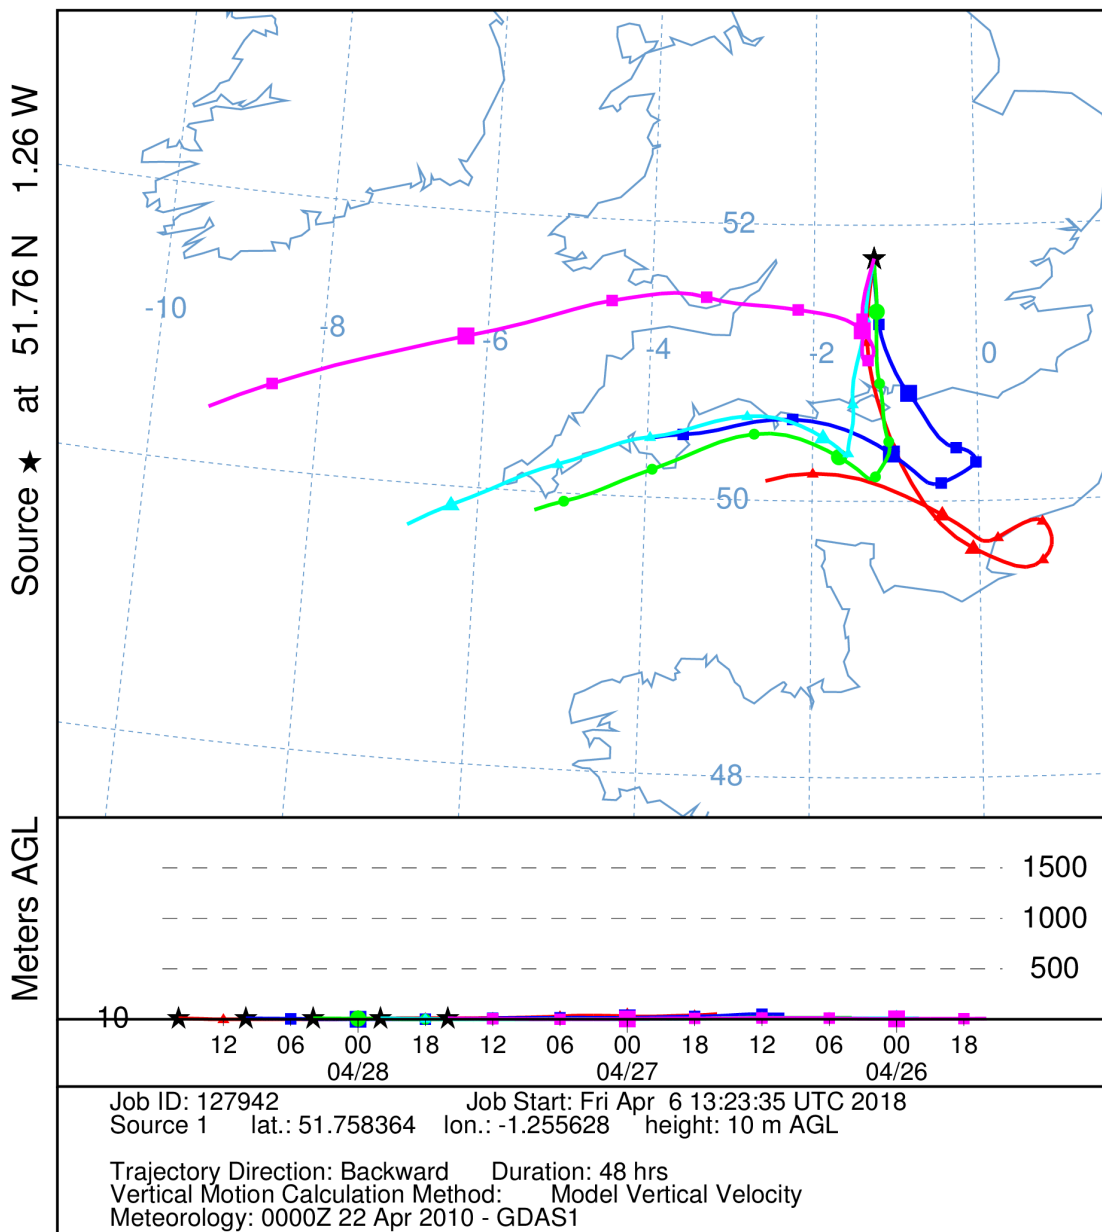 Source ★ at 51.76 N 1.26 W
52
-10
-8
-6
-4
-2
0
50
48
Meters AGL
1500
1000
500
10
12 06 00 18 12 06 00 18 12 06 00 18
04/28 04/27 04/26
Job ID: 127942 Job Start: Fri Apr 6 13:23:35 UTC 2018
Source 1 lat.: 51.758364 lon.: -1.255628 height: 10 m AGL
Trajectory Direction: Backward Duration: 48 hrs
Vertical Motion Calculation Method: Model Vertical Velocity
Meteorology: 0000Z 22 Apr 2010 - GDAS1